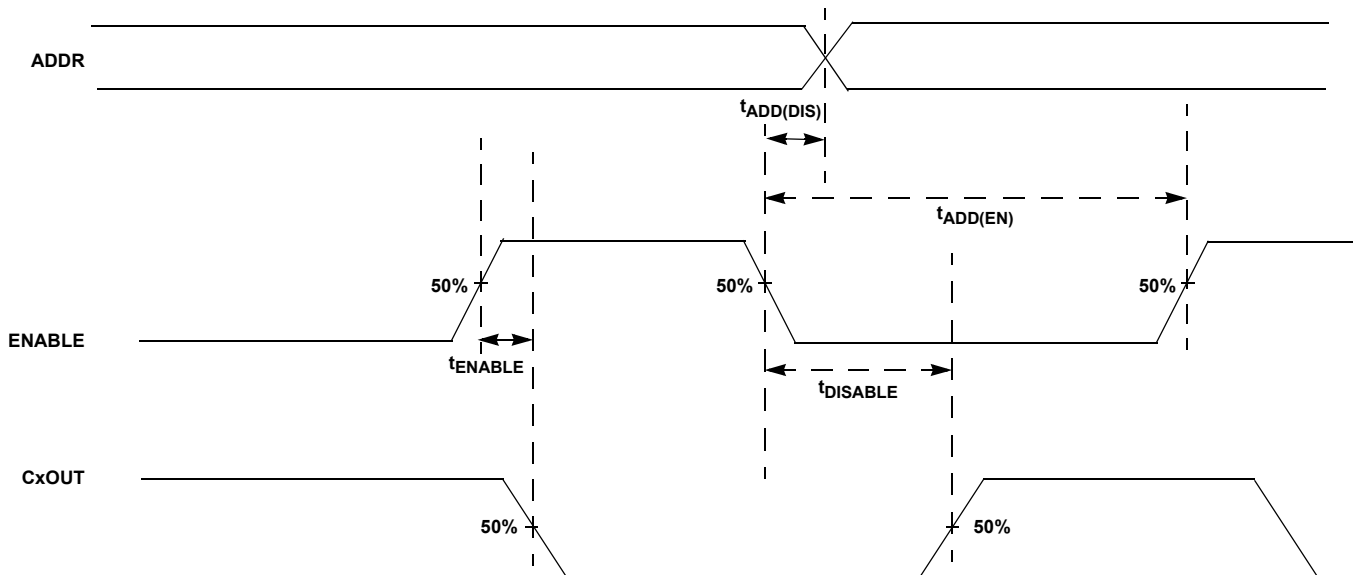 ADDR
tADD(DIS)
tADD(EN)
50%
50%
50%
ENABLE
tENABLE
tDISABLE
CxOUT
50%
50%